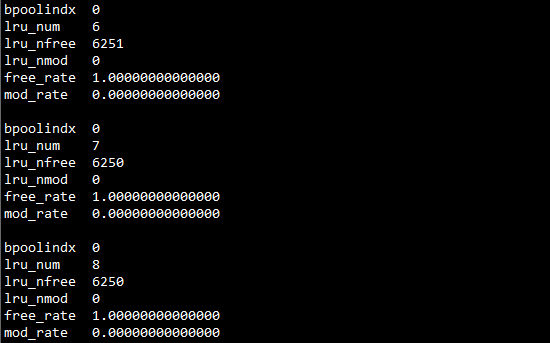 bpoolindx  0
lru_num    6
lru_nfree  6251
lru_nmod   0
free_rate  1.00000000000000
mod_rate   0.00000000000000

bpoolindx  0
lru_num    7
lru_nfree  6250
lru_nmod   0
free_rate  1.00000000000000
mod_rate   0.00000000000000

bpoolindx  0
lru_num    8
lru_nfree  6250
lru_nmod   0
free_rate  1.00000000000000
mod_rate   0.00000000000000